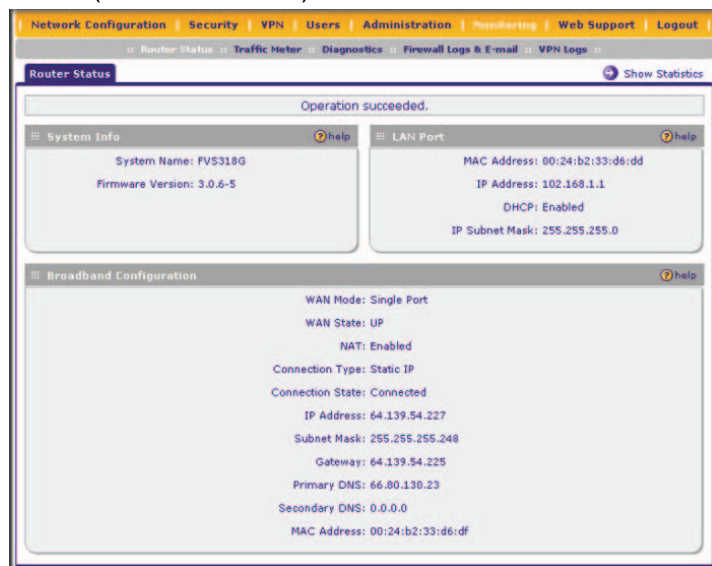 Network Configuration | Security | VPN | Users | Administration | Monitoring | Web Support | Logout
:: Router Status :: Traffic Meter :: Diagnostics :: Firewall Logs & E-mail :: VPN Logs ::
Router Status Show Statistics
Operation succeeded.
System Info ?help
System Name: FVS318G
Firmware Version: 3.0.6-5
LAN Port ?help
MAC Address: 00:24:b2:33:d6:dd
IP Address: 102.168.1.1
DHCP: Enabled
IP Subnet Mask: 255.255.255.0
Broadband Configuration ?help
WAN Mode: Single Port
WAN State: UP
NAT: Enabled
Connection Type: Static IP
Connection State: Connected
IP Address: 64.139.54.227
Subnet Mask: 255.255.255.248
Gateway: 64.139.54.225
Primary DNS: 66.80.130.23
Secondary DNS: 0.0.0.0
MAC Address: 00:24:b2:33:d6:df